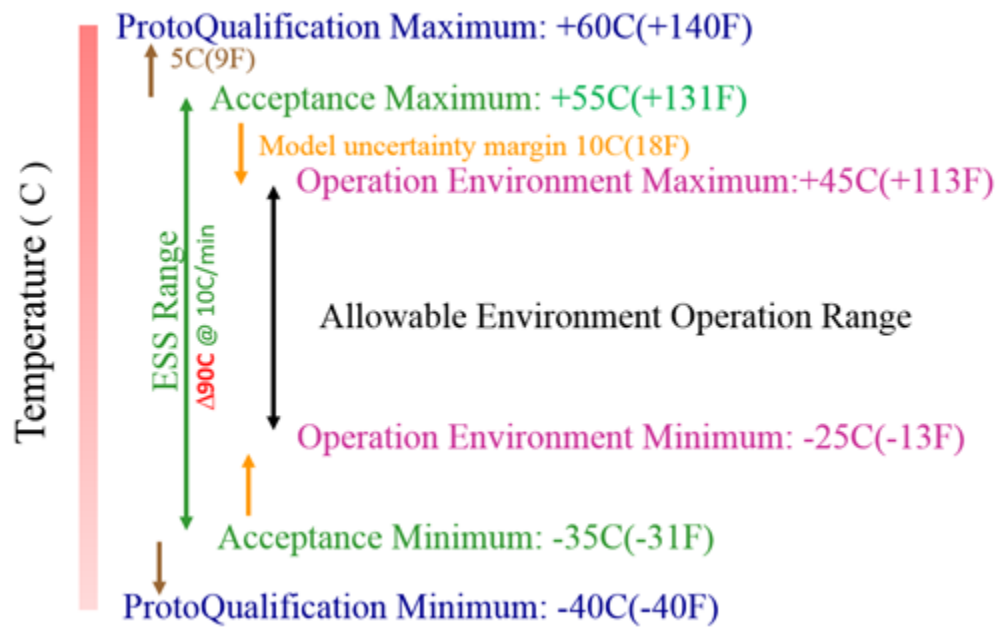 ProtoQualification Maximum: +60C(+140F)
5C(9F)
Acceptance Maximum: +55C(+131F)
Model uncertainty margin 10C(18F)
Operation Environment Maximum:+45C(+113F)
Temperature ( C )
ESS Range
Δ90C @ 10C/min
Allowable Environment Operation Range
Operation Environment Minimum: -25C(-13F)
Acceptance Minimum: -35C(-31F)
ProtoQualification Minimum: -40C(-40F)